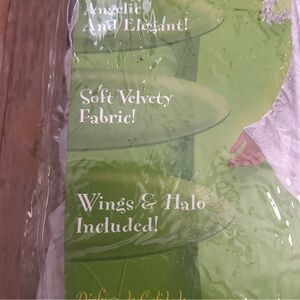 Angelic
And Elegant!
Soft Velvety
Fabric!
Wings & Halo
Included!